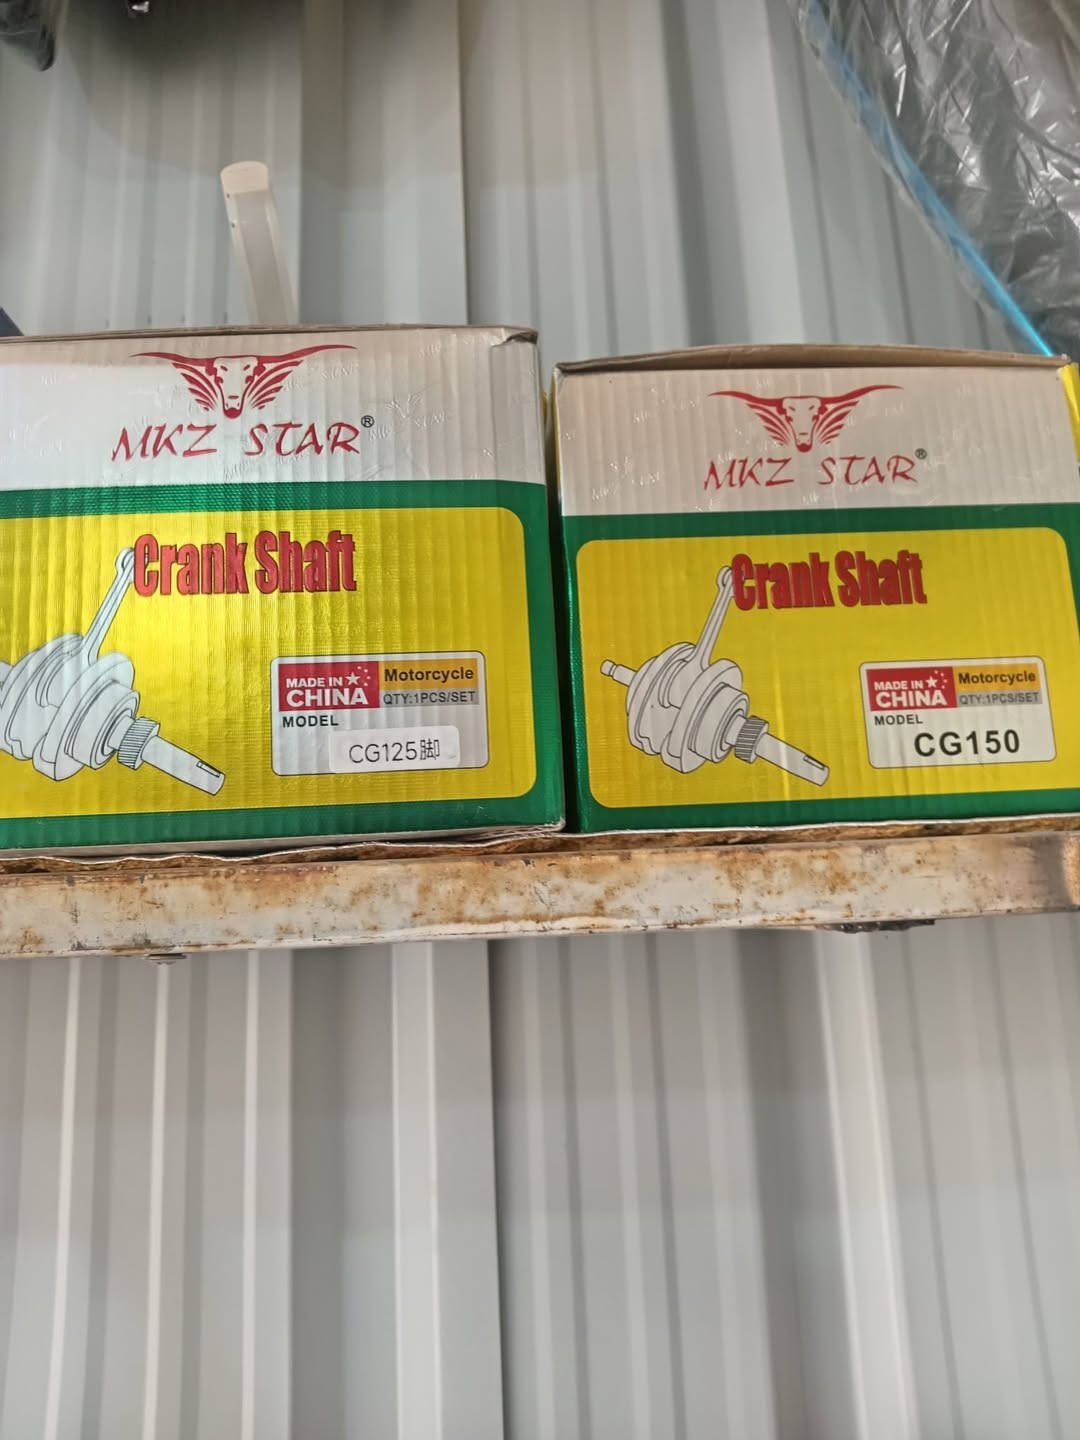 MKZ STAR®
Crank Shaft
MADE IN
CHINA
Motorcycle
QTY:1PCS/SET
MODEL
CG125脚
MKZ STAR®
Crank Shaft
MADE IN
CHINA
Motorcycle
QTY:1PCS/SET
MODEL
CG150